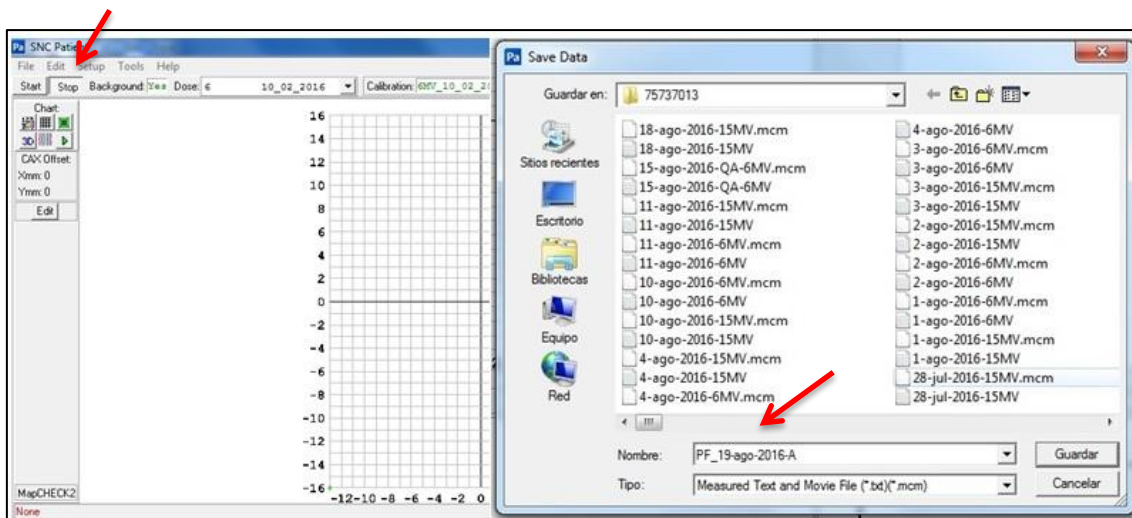 SNC Patie
File Edit Setup Tools Help
Start Stop Background: Yes Dose: 6 10_02_2016 Calibration: 6MV_10_02_2
Chart:
3D
CAX Offset:
Xmm: 0
Ymm: 0
Edit
16
14
12
10
8
6
4
2
0
-2
-4
-6
-8
-10
-12
-14
-16
-12 -10 -8 -6 -4 -2 0
MapCHECK2
None
Pa Save Data
Guardar en: 75737013
Sitios recientes
Escritorio
Bibliotecas
Equipo
Red
18-ago-2016-15MV.mcm
18-ago-2016-15MV
15-ago-2016-QA-6MV.mcm
15-ago-2016-QA-6MV
11-ago-2016-15MV.mcm
11-ago-2016-15MV
11-ago-2016-6MV.mcm
11-ago-2016-6MV
10-ago-2016-6MV.mcm
10-ago-2016-6MV
10-ago-2016-15MV.mcm
10-ago-2016-15MV
4-ago-2016-15MV.mcm
4-ago-2016-15MV
4-ago-2016-6MV.mcm
4-ago-2016-6MV
3-ago-2016-6MV.mcm
3-ago-2016-6MV
3-ago-2016-15MV.mcm
3-ago-2016-15MV
2-ago-2016-15MV.mcm
2-ago-2016-15MV
2-ago-2016-6MV.mcm
2-ago-2016-6MV
1-ago-2016-6MV.mcm
1-ago-2016-6MV
1-ago-2016-15MV.mcm
1-ago-2016-15MV
28-jul-2016-15MV.mcm
28-jul-2016-15MV
Nombre: PF_19-ago-2016-A Guardar
Tipo: Measured Text and Movie File (*.txt)(*.mcm) Cancelar